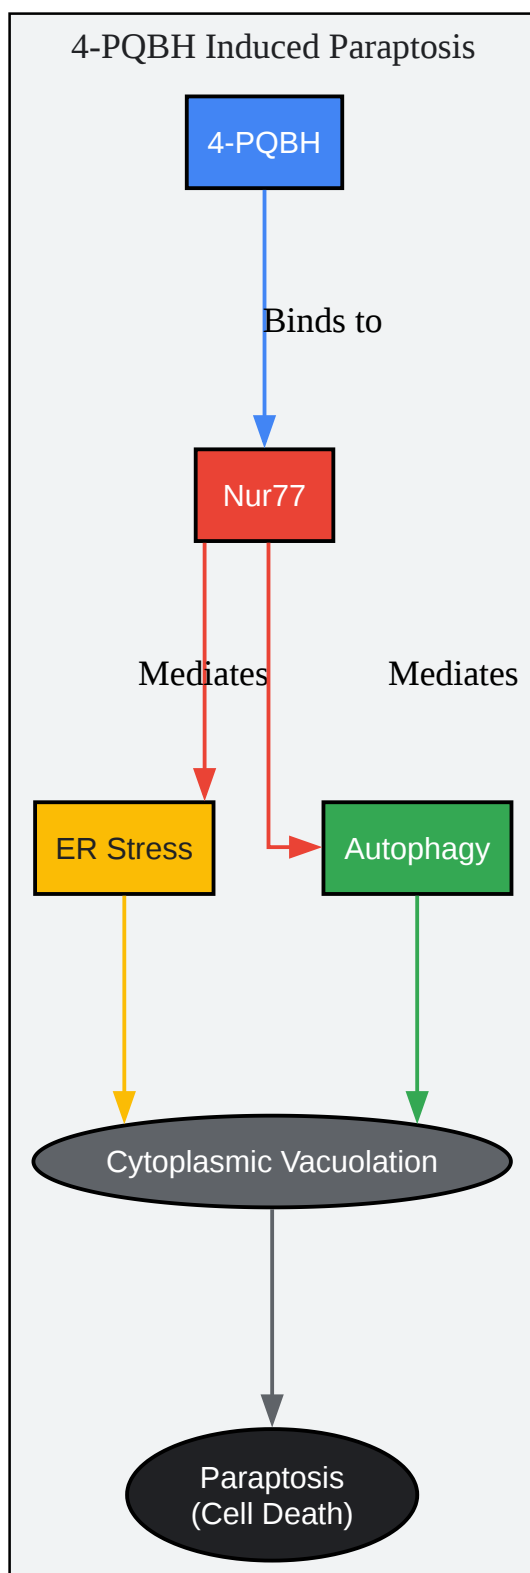 4-PQBH Induced Paraptosis
4-PQBH
Binds to
Nur77
Mediates
Mediates
ER Stress
Autophagy
Cytoplasmic Vacuolation
Paraptosis
(Cell Death)